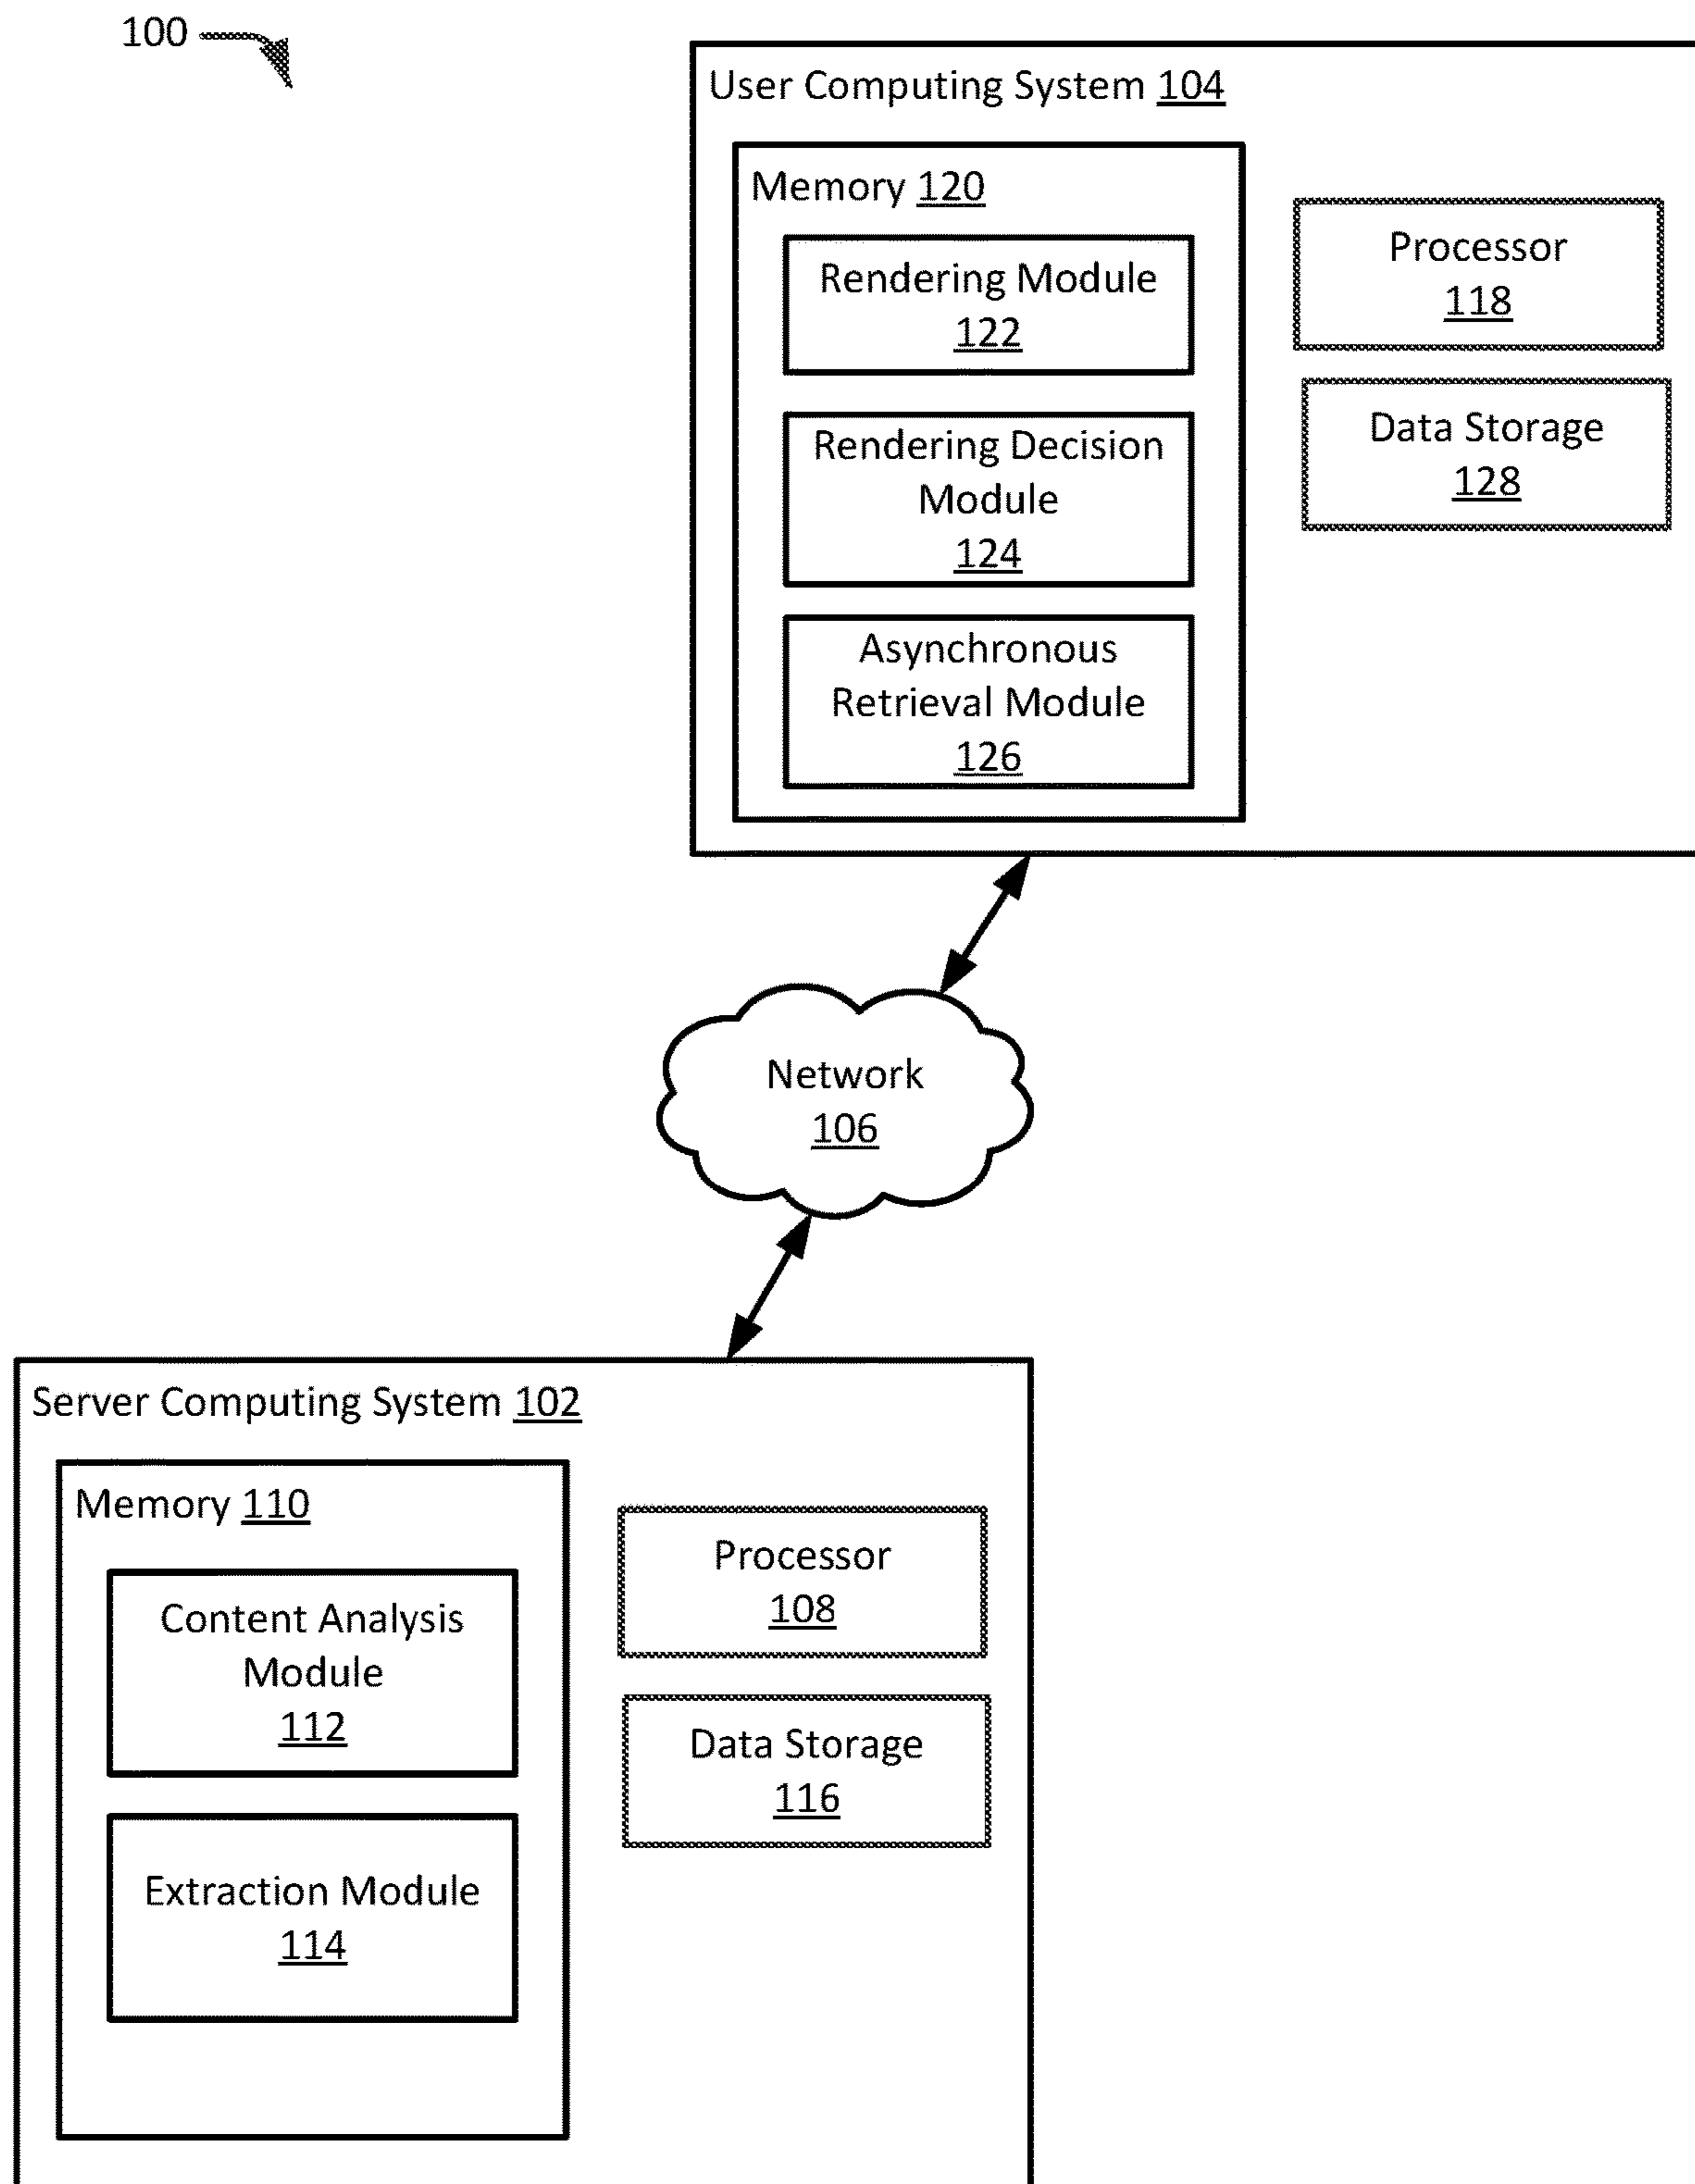 100
User Computing System 104
Memory 120
Rendering Module
122
Rendering Decision
Module
124
Asynchronous
Retrieval Module
126
Processor
118
Data Storage
128
Network
106
Server Computing System 102
Memory 110
Content Analysis
Module
112
Extraction Module
114
Processor
108
Data Storage
116